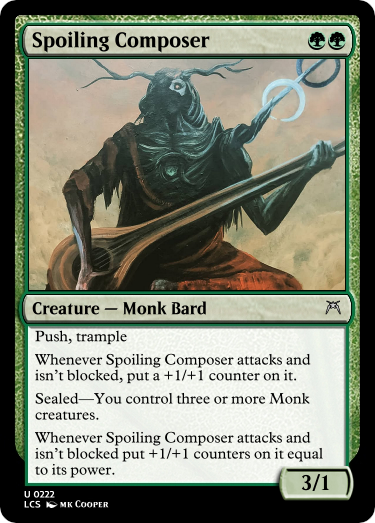 Spoiling Composer
Creature — Monk Bard
Push, trample
Whenever Spoiling Composer attacks and
isn't blocked, put a +1/+1 counter on it.
Sealed—You control three or more Monk
creatures.
Whenever Spoiling Composer attacks and
isn't blocked put +1/+1 counters on it equal
to its power.
3/1
U 0222
LCS MK COOPER